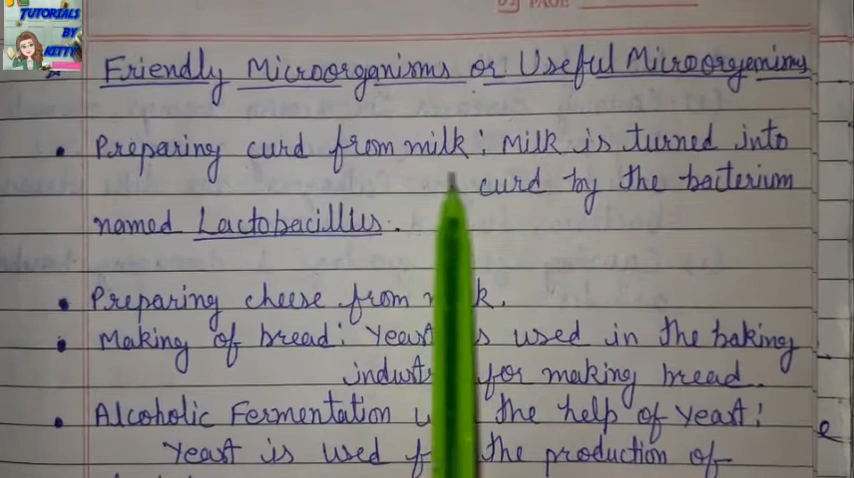 TUTORIALS
BY
KITTY
PAGE
Friendly Microorganisms or Useful Microorgenisms
• Preparing curd from milk: Milk is turned into
curd by the bacterium
named Lactobacillus.
• Preparing cheese from
• Making of bread: Yeast used in the baking
for making bread.
• Alcoholic Fermentation the help of yeast:
Yeast is used the production of